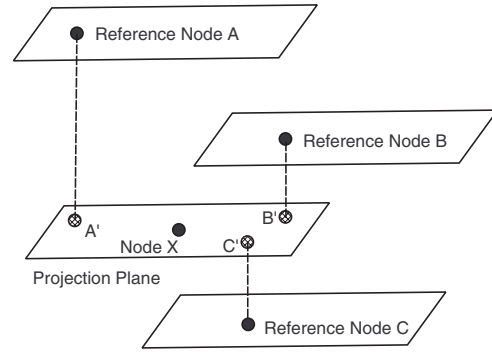 Reference Node A
Reference Node B
A'
B'
Node X
C'
Projection Plane
Reference Node C